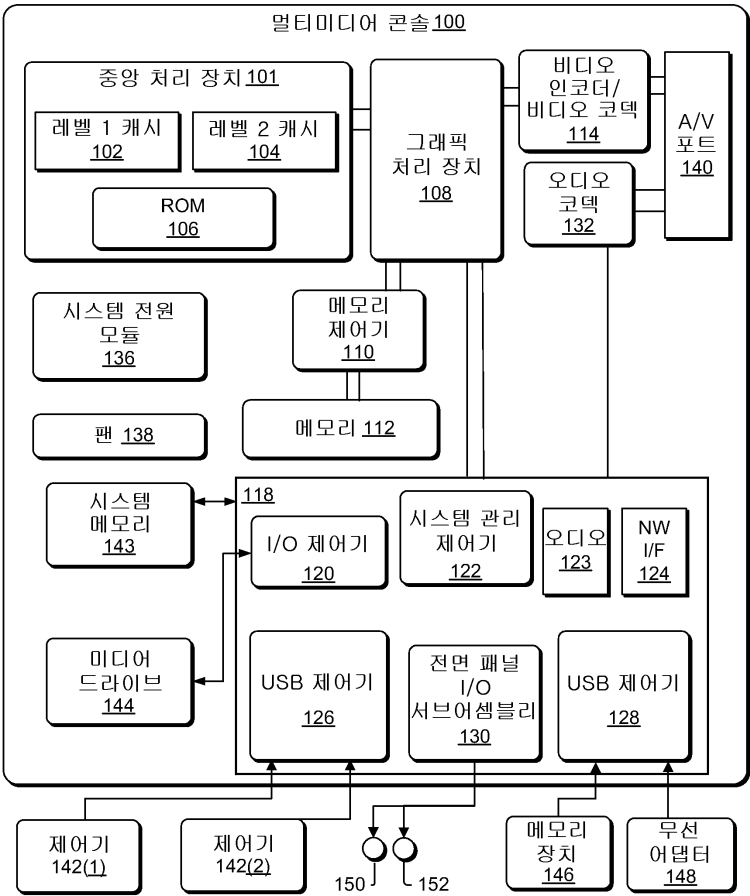 멀티미디어 콘솔 100
중앙 처리 장치 101
레벨 1 캐시
102
레벨 2 캐시
104
ROM
106
그래픽
처리 장치
108
비디오
인코더/
비디오 코덱
114
A/V
포트
140
오디오
코덱
132
시스템 전원
모듈
136
메모리
제어기
110
팬 138
메모리 112
시스템
메모리
143
118
I/O 제어기
120
시스템 관리
제어기
122
오디오
123
NW
I/F
124
미디어
드라이브
144
USB 제어기
126
전면 패널
I/O
서브어셈블리
130
USB 제어기
128
제어기
142(1)
제어기
142(2)
150
152
메모리
장치
146
무선
어댑터
148